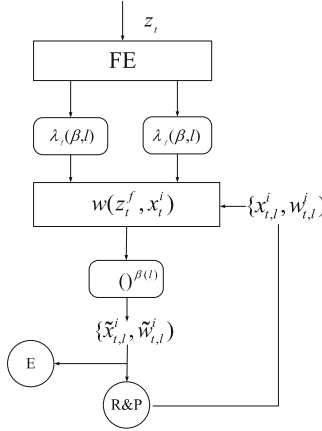 z_t
FE
λ_f(β,l) λ_f(β,l)
w(z_t^f, x_t^i) {x_{t,l}^i, w_{t,l}^i)
()^{β(l)}
{x̃_{t,l}^i, w̃_{t,l}^i)
E
R&P